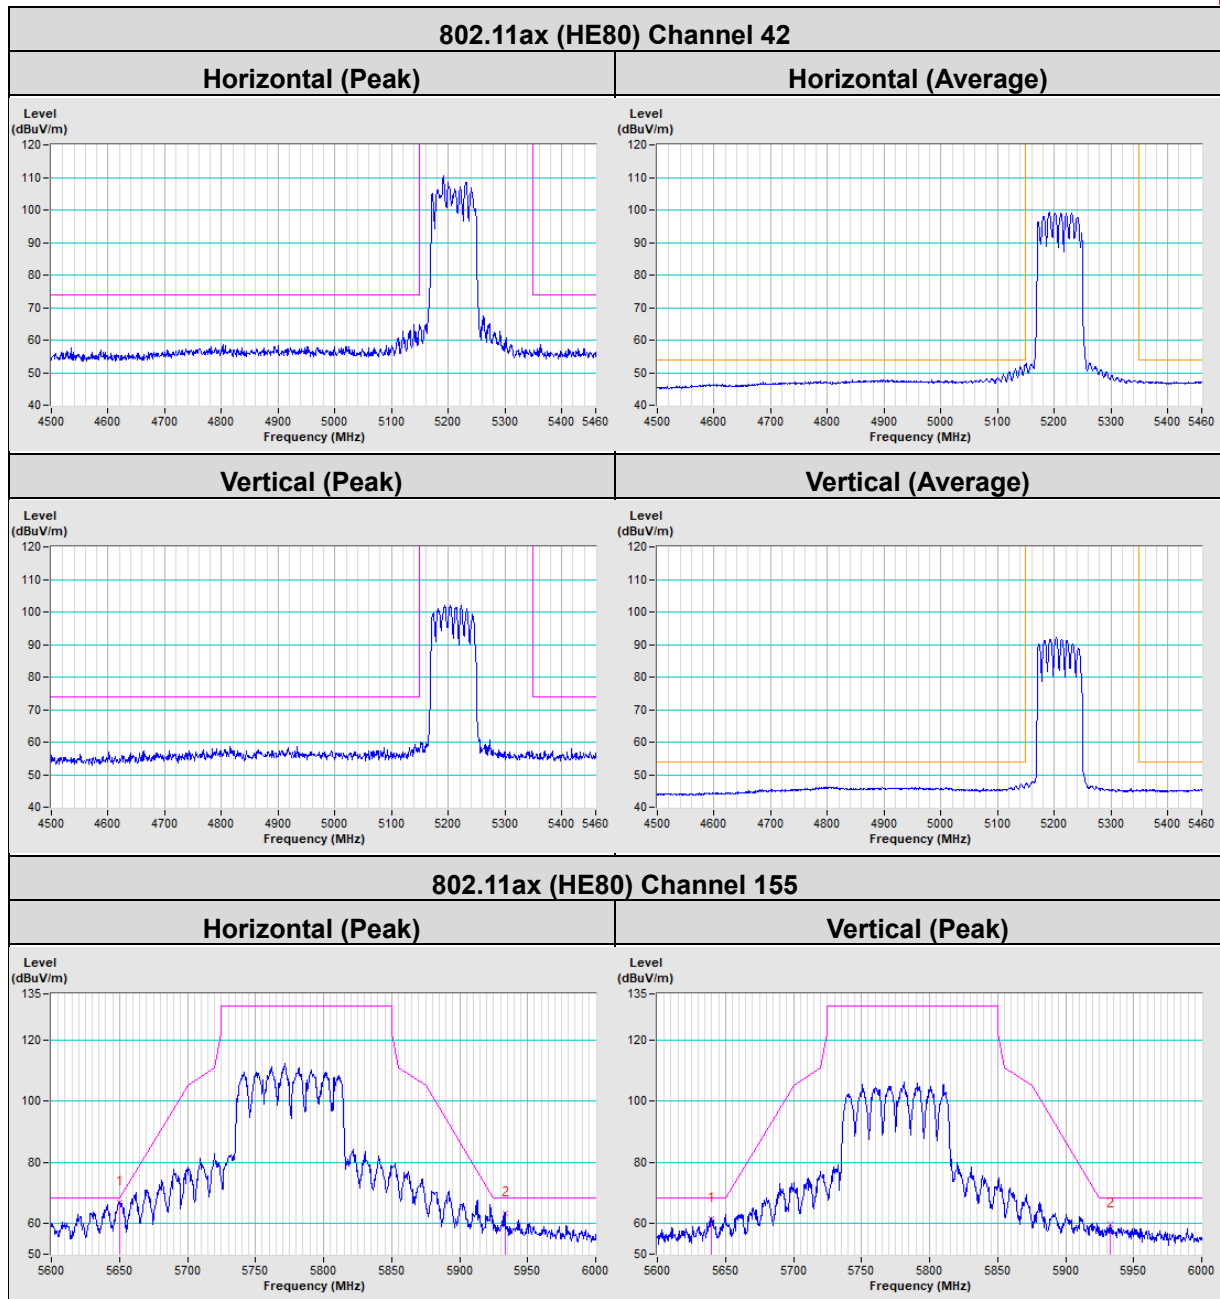 802.11ax (HE80) Channel 42
Horizontal (Peak)
Horizontal (Average)
Level
(dBuV/m)
120
110
100
90
80
70
60
50
40
4500 4600 4700 4800 4900 5000 5100 5200 5300 5400 5460
Frequency (MHz)
Level
(dBuV/m)
120
110
100
90
80
70
60
50
40
4500 4600 4700 4800 4900 5000 5100 5200 5300 5400 5460
Frequency (MHz)
Vertical (Peak)
Vertical (Average)
Level
(dBuV/m)
120
110
100
90
80
70
60
50
40
4500 4600 4700 4800 4900 5000 5100 5200 5300 5400 5460
Frequency (MHz)
Level
(dBuV/m)
120
110
100
90
80
70
60
50
40
4500 4600 4700 4800 4900 5000 5100 5200 5300 5400 5460
Frequency (MHz)
802.11ax (HE80) Channel 155
Horizontal (Peak)
Vertical (Peak)
Level
(dBuV/m)
135
120
100
80
1
2
60
50
5600 5650 5700 5750 5800 5850 5900 5950 6000
Frequency (MHz)
Level
(dBuV/m)
135
120
100
80
1
2
60
50
5600 5650 5700 5750 5800 5850 5900 5950 6000
Frequency (MHz)